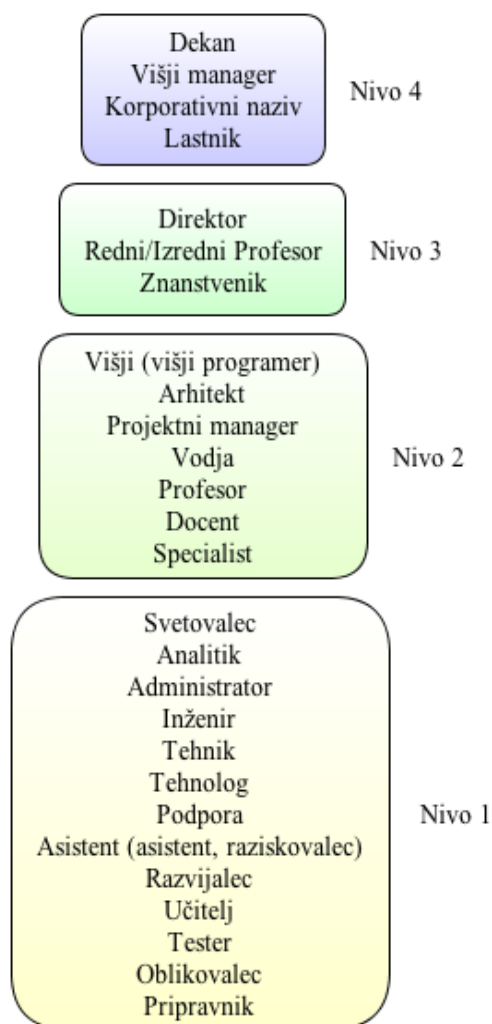 Dekan
Višji manager
Korporativni naziv
Lastnik
Nivo 4
Direktor
Redni/Izredni Profesor
Znanstvenik
Nivo 3
Višji (višji programer)
Arhitekt
Projektni manager
Vodja
Profesor
Docent
Specialist
Nivo 2
Svetovalec
Analitik
Administrator
Inženir
Tehnik
Tehnolog
Podpora
Asistent (asistent, raziskovalec)
Razvijalec
Učitelj
Tester
Oblikovalec
Pripravnik
Nivo 1